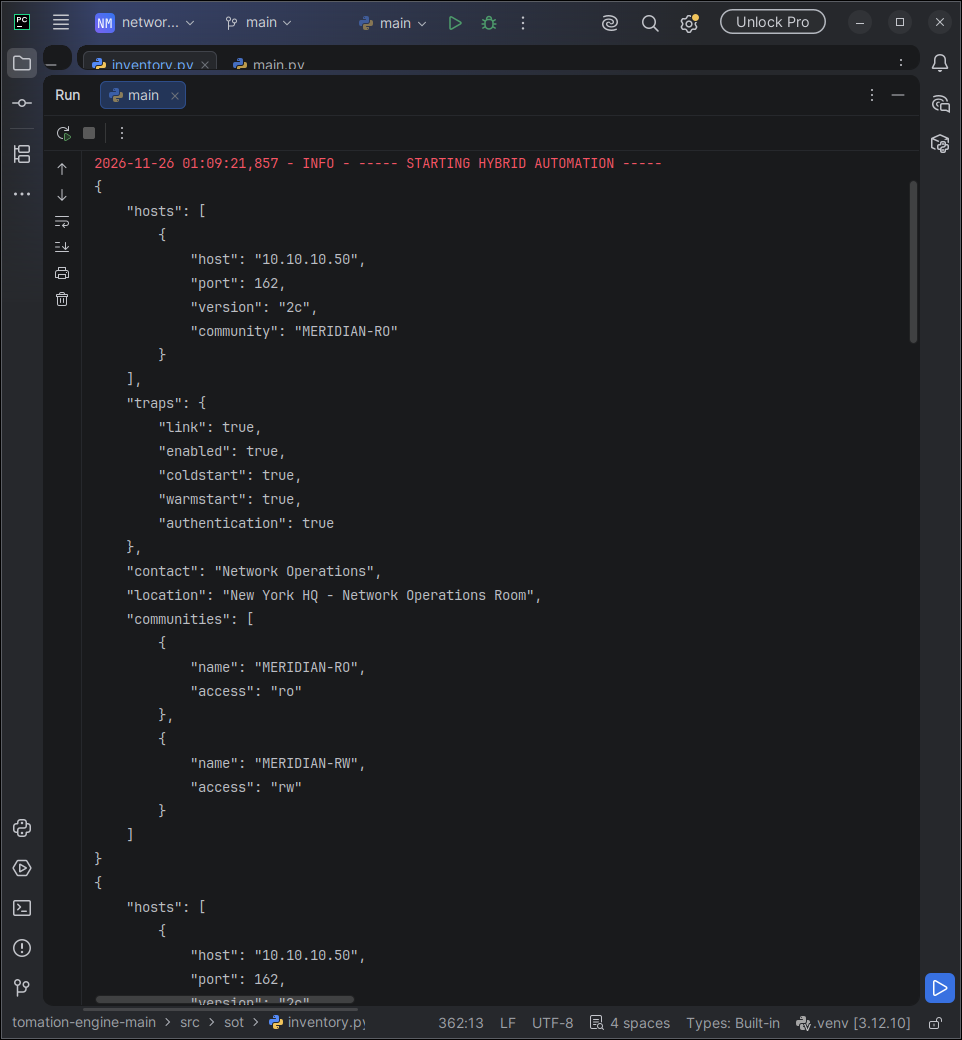 PC
NM networ... main main Unlock Pro
inventory.py main.py
Run main
2026-11-26 01:09:21,857 - INFO - ----- STARTING HYBRID AUTOMATION -----
{
"hosts": [
{
"host": "10.10.10.50",
"port": 162,
"version": "2c",
"community": "MERIDIAN-RO"
}
],
"traps": {
"link": true,
"enabled": true,
"coldstart": true,
"warmstart": true,
"authentication": true
},
"contact": "Network Operations",
"location": "New York HQ - Network Operations Room",
"communities": [
{
"name": "MERIDIAN-RO",
"access": "ro"
},
{
"name": "MERIDIAN-RW",
"access": "rw"
}
]
}
{
"hosts": [
{
"host": "10.10.10.50",
"port": 162,
"version": "2c"
tomation-engine-main > src > sot > inventory.py 362:13 LF UTF-8 4 spaces Types: Built-in .venv [3.12.10]